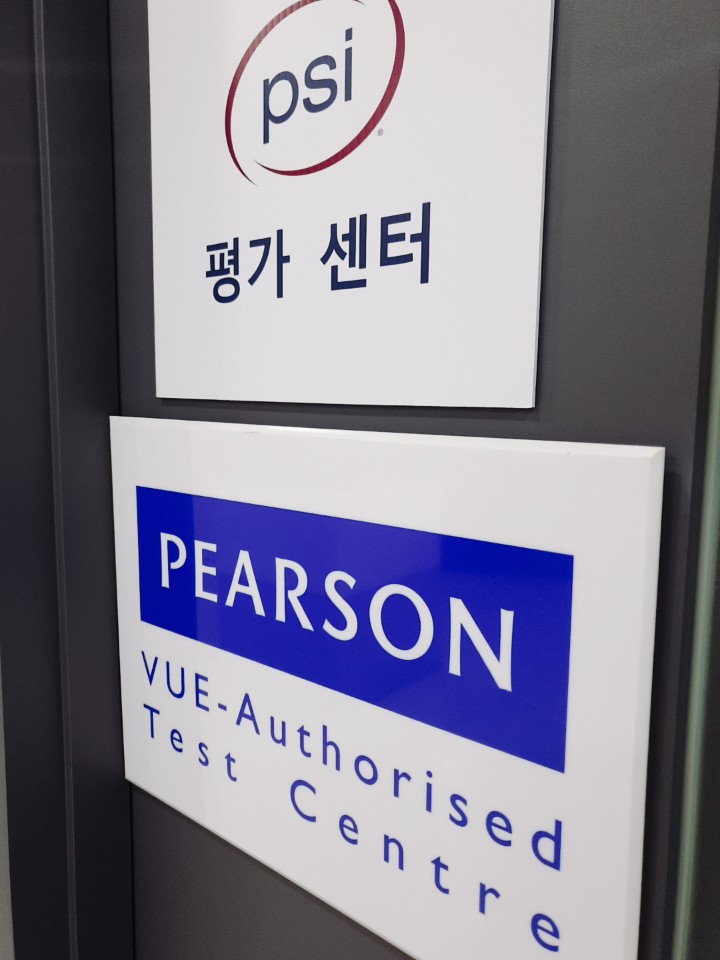 psi
평가 센터
PEARSON
VUE-Authorised
Test Centre